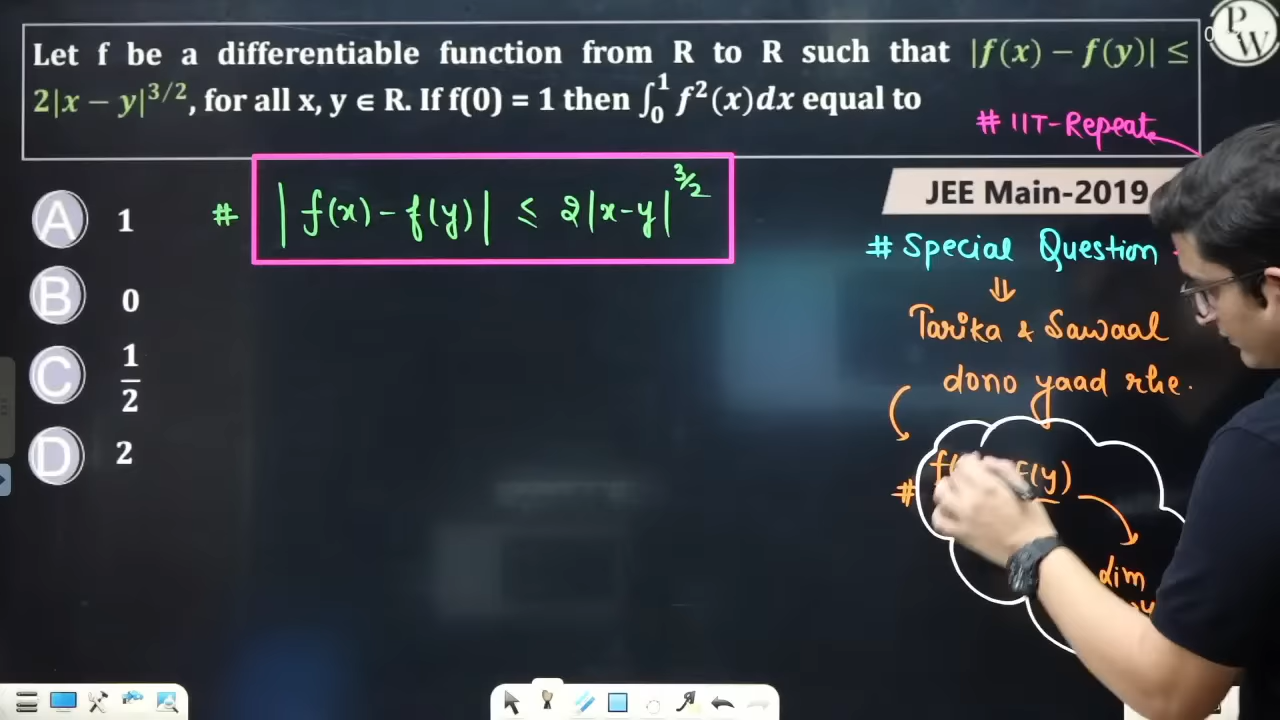 Let f be a differentiable function from R to R such that |f(x) − f(y)| ≤
2|x − y|^{3/2}, for all x, y ∈ R. If f(0) = 1 then ∫₀¹ f²(x)dx equal to
PW
# IIT-Repeat
JEE Main-2019
A 1
# |f(x) - f(y)| ≤ 2|x-y|^{3/2}
# Special Question
⇓
B 0
Tarika & Sawaal
dono yaad rhe.
C 1/2
D 2
# f(y)
lim